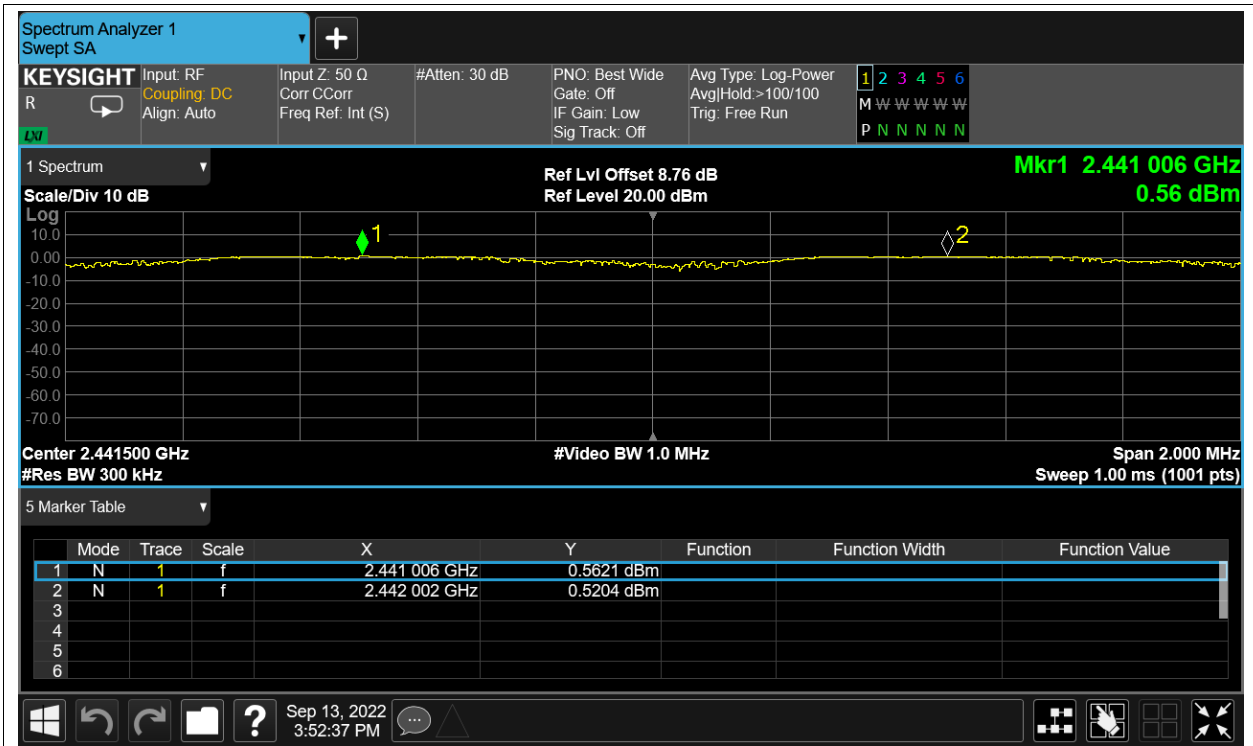 Spectrum Analyzer 1
Swept SA
KEYSIGHT Input: RF Input Z: 50 Ω #Atten: 30 dB PNO: Best Wide Avg Type: Log-Power 1 2 3 4 5 6
R Coupling: DC Corr CCorr Gate: Off Avg|Hold:>100/100 M W W W W W
Align: Auto Freq Ref: Int (S) IF Gain: Low Trig: Free Run
LXI Sig Track: Off P N N N N N
1 Spectrum Ref Lvl Offset 8.76 dB Mkr1 2.441 006 GHz
Scale/Div 10 dB Ref Level 20.00 dBm 0.56 dBm
Log
10.0
1
2
0.00
-10.0
-20.0
-30.0
-40.0
-50.0
-60.0
-70.0
Center 2.441500 GHz #Video BW 1.0 MHz Span 2.000 MHz
#Res BW 300 kHz Sweep 1.00 ms (1001 pts)
5 Marker Table
Mode Trace Scale X Y Function Function Width Function Value
1 N 1 f 2.441 006 GHz 0.5621 dBm
2 N 1 f 2.442 002 GHz 0.5204 dBm
3
4
5
6
? Sep 13, 2022
3:52:37 PM